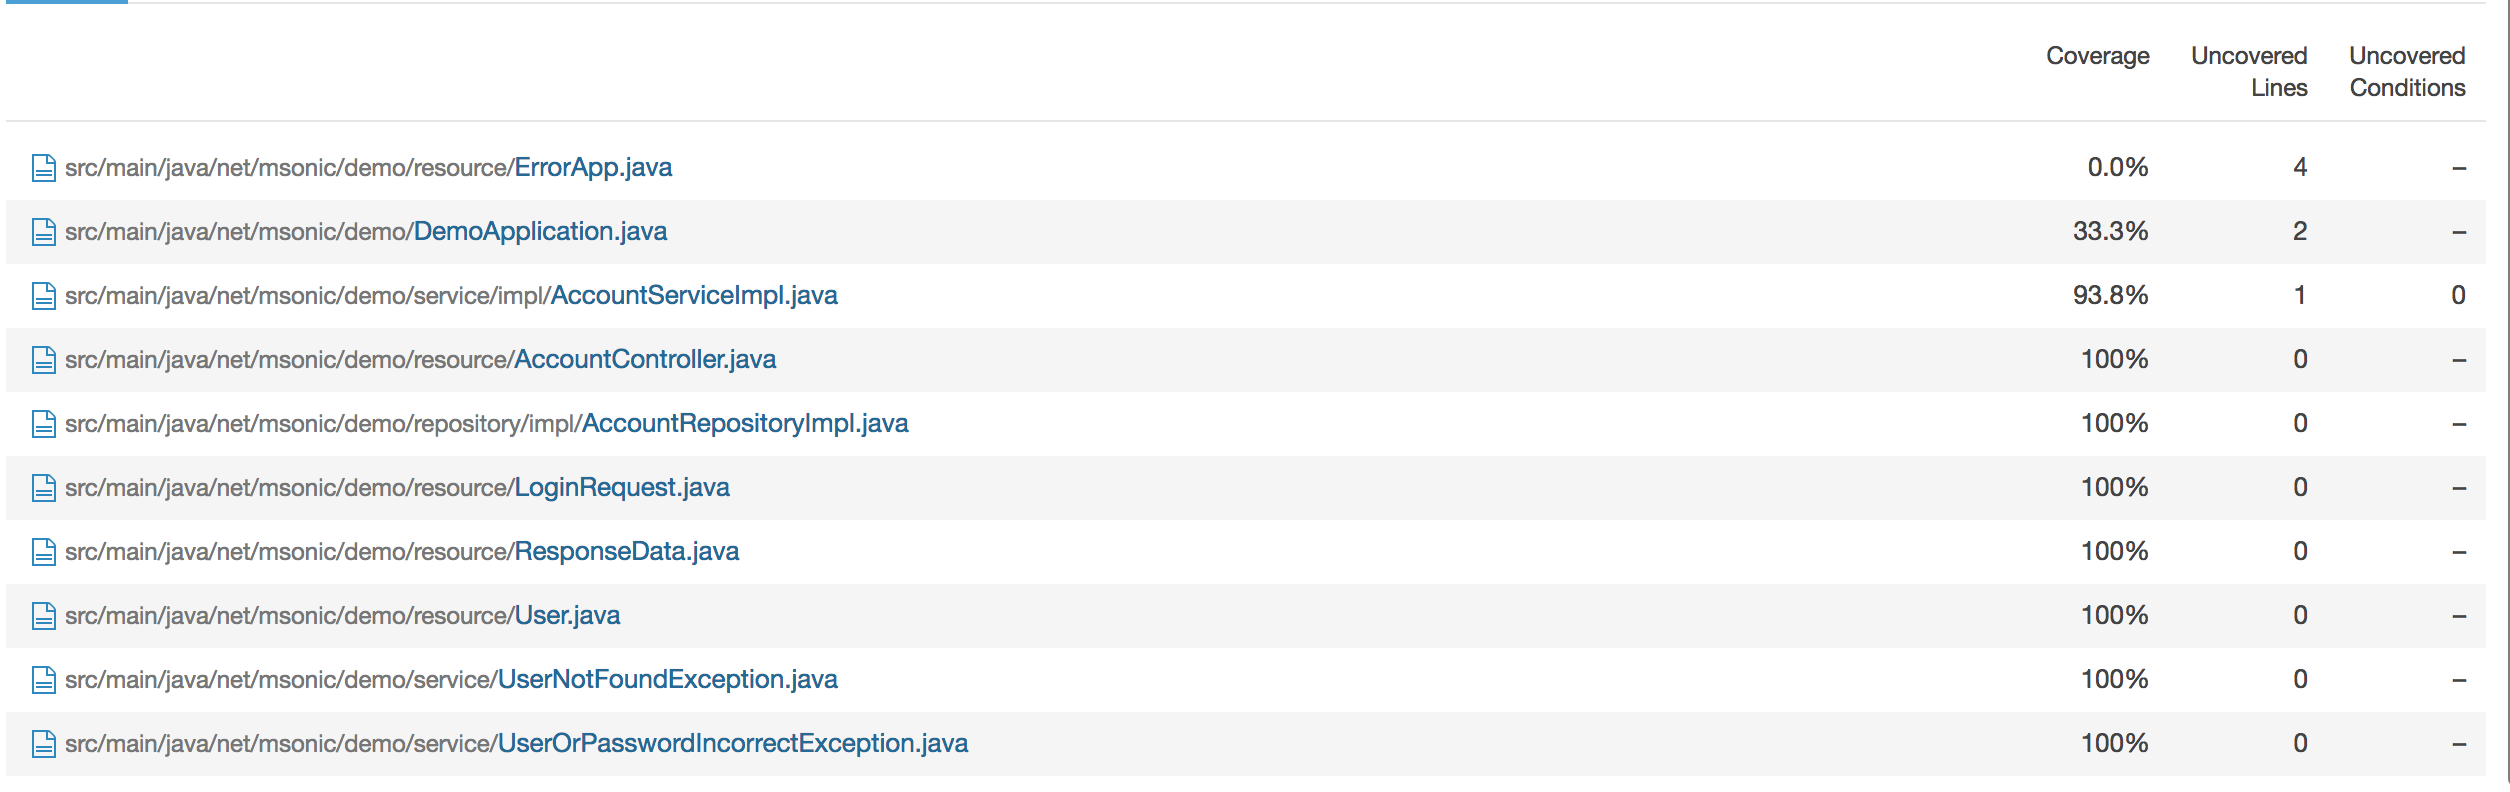 Coverage Uncovered Lines Uncovered Conditions
src/main/java/net/msonic/demo/resource/ErrorApp.java 0.0% 4 –
src/main/java/net/msonic/demo/DemoApplication.java 33.3% 2 –
src/main/java/net/msonic/demo/service/impl/AccountServiceImpl.java 93.8% 1 0
src/main/java/net/msonic/demo/resource/AccountController.java 100% 0 –
src/main/java/net/msonic/demo/repository/impl/AccountRepositoryImpl.java 100% 0 –
src/main/java/net/msonic/demo/resource/LoginRequest.java 100% 0 –
src/main/java/net/msonic/demo/resource/ResponseData.java 100% 0 –
src/main/java/net/msonic/demo/resource/User.java 100% 0 –
src/main/java/net/msonic/demo/service/UserNotFoundException.java 100% 0 –
src/main/java/net/msonic/demo/service/UserOrPasswordIncorrectException.java 100% 0 –